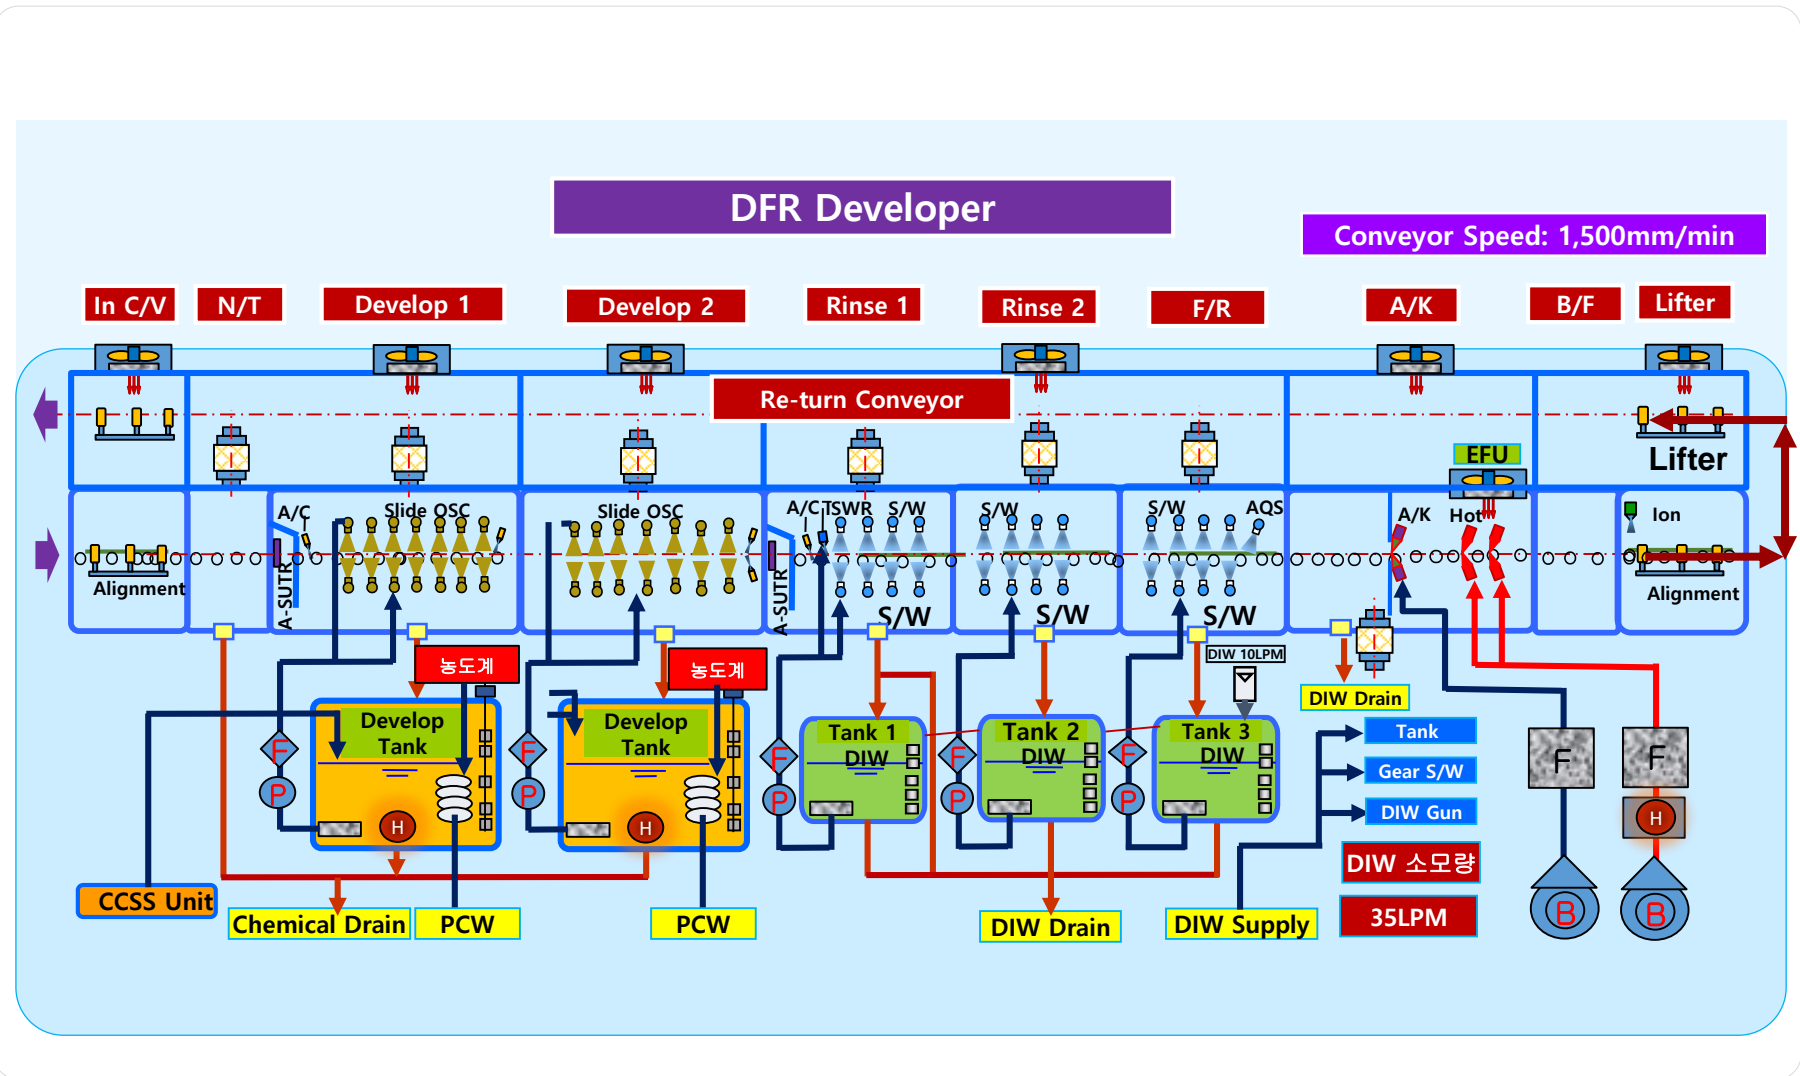 DFR Developer
Conveyor Speed: 1,500mm/min
In C/V
N/T
Develop 1
Develop 2
Rinse 1
Rinse 2
F/R
A/K
B/F
Lifter
Re-turn Conveyor
EFU
Lifter
A/C
Slide OSC
Slide OSC
A/C
TSWR
S/W
S/W
S/W
AQS
A/K
Hot
Ion
Alignment
A-SUTR
A-SUTR
S/W
S/W
S/W
Alignment
농도계
농도계
DIW 10LPM
DIW Drain
Develop
Tank
Develop
Tank
Tank 1
DIW
Tank 2
DIW
Tank 3
DIW
Tank
Gear S/W
DIW Gun
F
F
F
F
F
F
F
P
P
P
P
P
H
H
H
DIW 소모량
35LPM
B
B
CCSS Unit
Chemical Drain
PCW
PCW
DIW Drain
DIW Supply